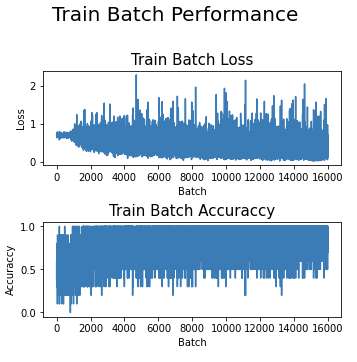 Train Batch Performance
Train Batch Loss
2
1
0
Loss
0 2000 4000 6000 8000 10000 12000 14000 16000
Batch
Train Batch Accuraccy
1.0
0.5
0.0
Accuraccy
0 2000 4000 6000 8000 10000 12000 14000 16000
Batch